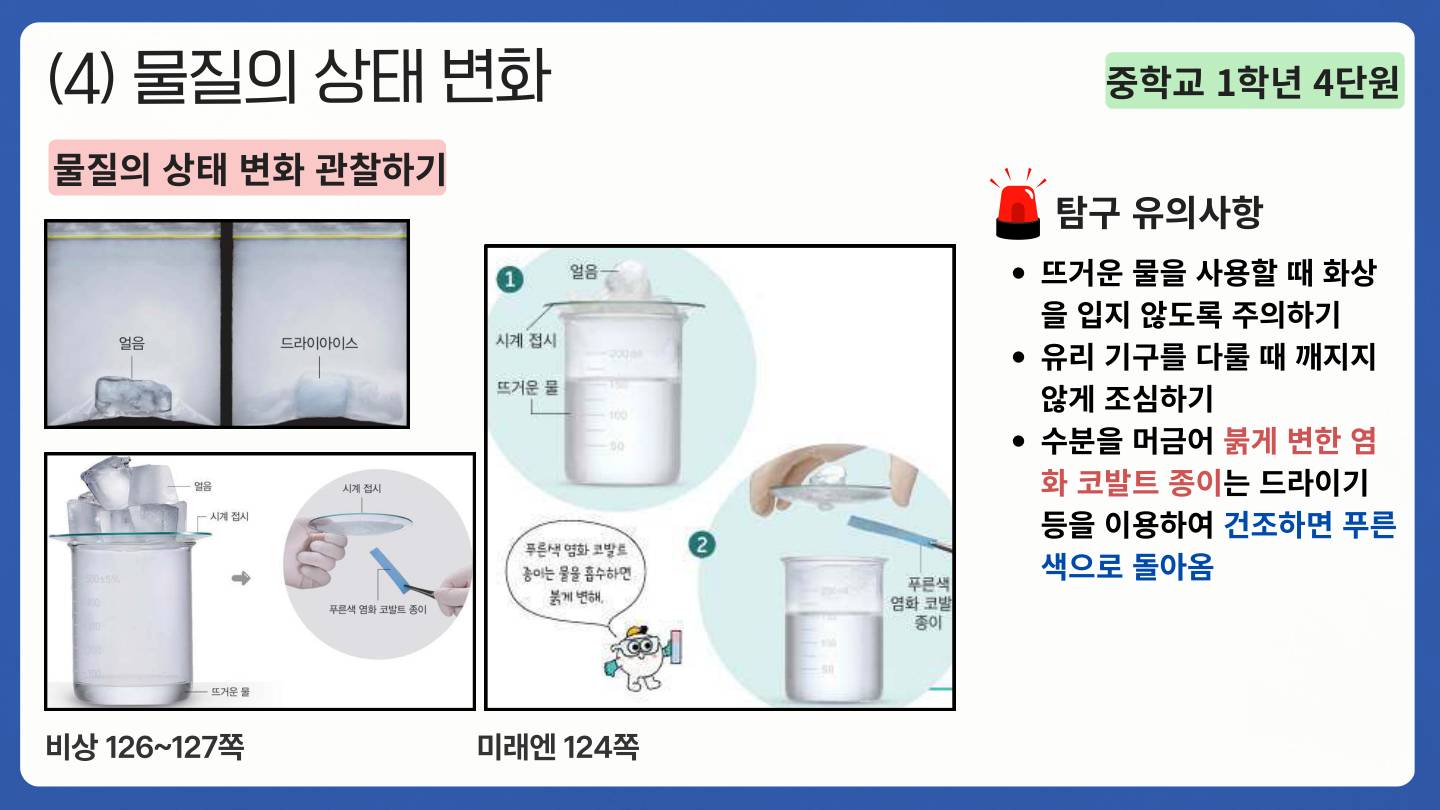 (4) 물질의 상태 변화
중학교 1학년 4단원
물질의 상태 변화 관찰하기
얼음
드라이아이스
얼음
시계 접시
뜨거운 물
시계 접시
푸른색 염화 코발트 종이
비상 126~127쪽
1
얼음
시계 접시
뜨거운 물
150
100
50
푸른색 염화 코발트
종이는 물을 흡수하면
붉게 변해.
2
푸른색
염화 코발
종이
50
미래엔 124쪽
탐구 유의사항
• 뜨거운 물을 사용할 때 화상
을 입지 않도록 주의하기
• 유리 기구를 다룰 때 깨지지
않게 조심하기
• 수분을 머금어 붉게 변한 염
화 코발트 종이는 드라이기
등을 이용하여 건조하면 푸른
색으로 돌아옴